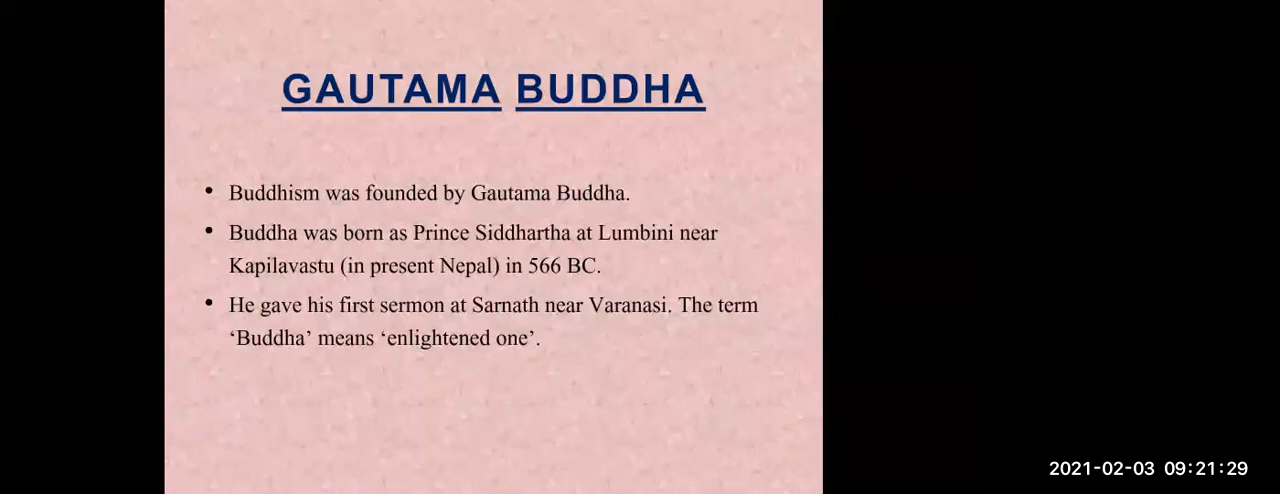 GAUTAMA BUDDHA
• Buddhism was founded by Gautama Buddha.
• Buddha was born as Prince Siddhartha at Lumbini near
Kapilavastu (in present Nepal) in 566 BC.
• He gave his first sermon at Sarnath near Varanasi. The term
‘Buddha’ means ‘enlightened one’.
2021-02-03 09:21:29